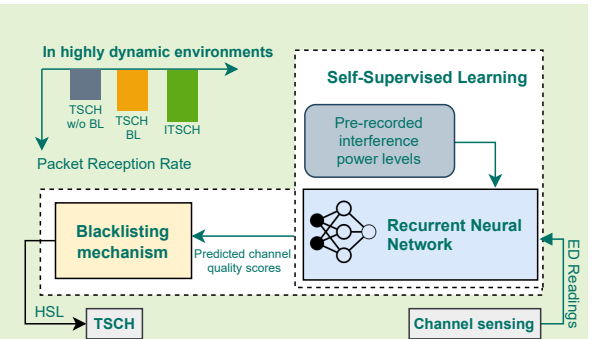 In highly dynamic environments
TSCH
w/o BL
TSCH
BL
ITSCH
Packet Reception Rate
Self-Supervised Learning
Pre-recorded
interference
power levels
Blacklisting
mechanism
Predicted channel
quality scores
Recurrent Neural
Network
ED Readings
HSL
TSCH
Channel sensing